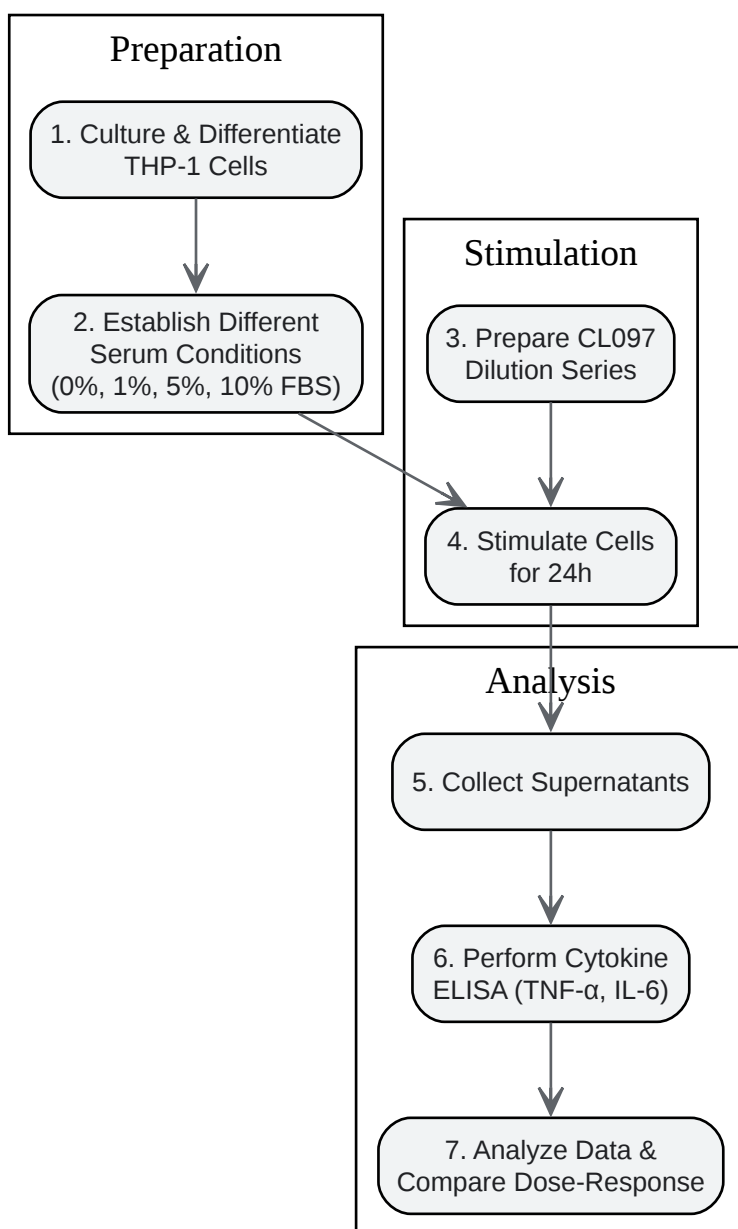 Preparation
1. Culture & Differentiate
THP-1 Cells
2. Establish Different
Serum Conditions
(0%, 1%, 5%, 10% FBS)
Stimulation
3. Prepare CL097
Dilution Series
4. Stimulate Cells
for 24h
Analysis
5. Collect Supernatants
6. Perform Cytokine
ELISA (TNF-α, IL-6)
7. Analyze Data &
Compare Dose-Response